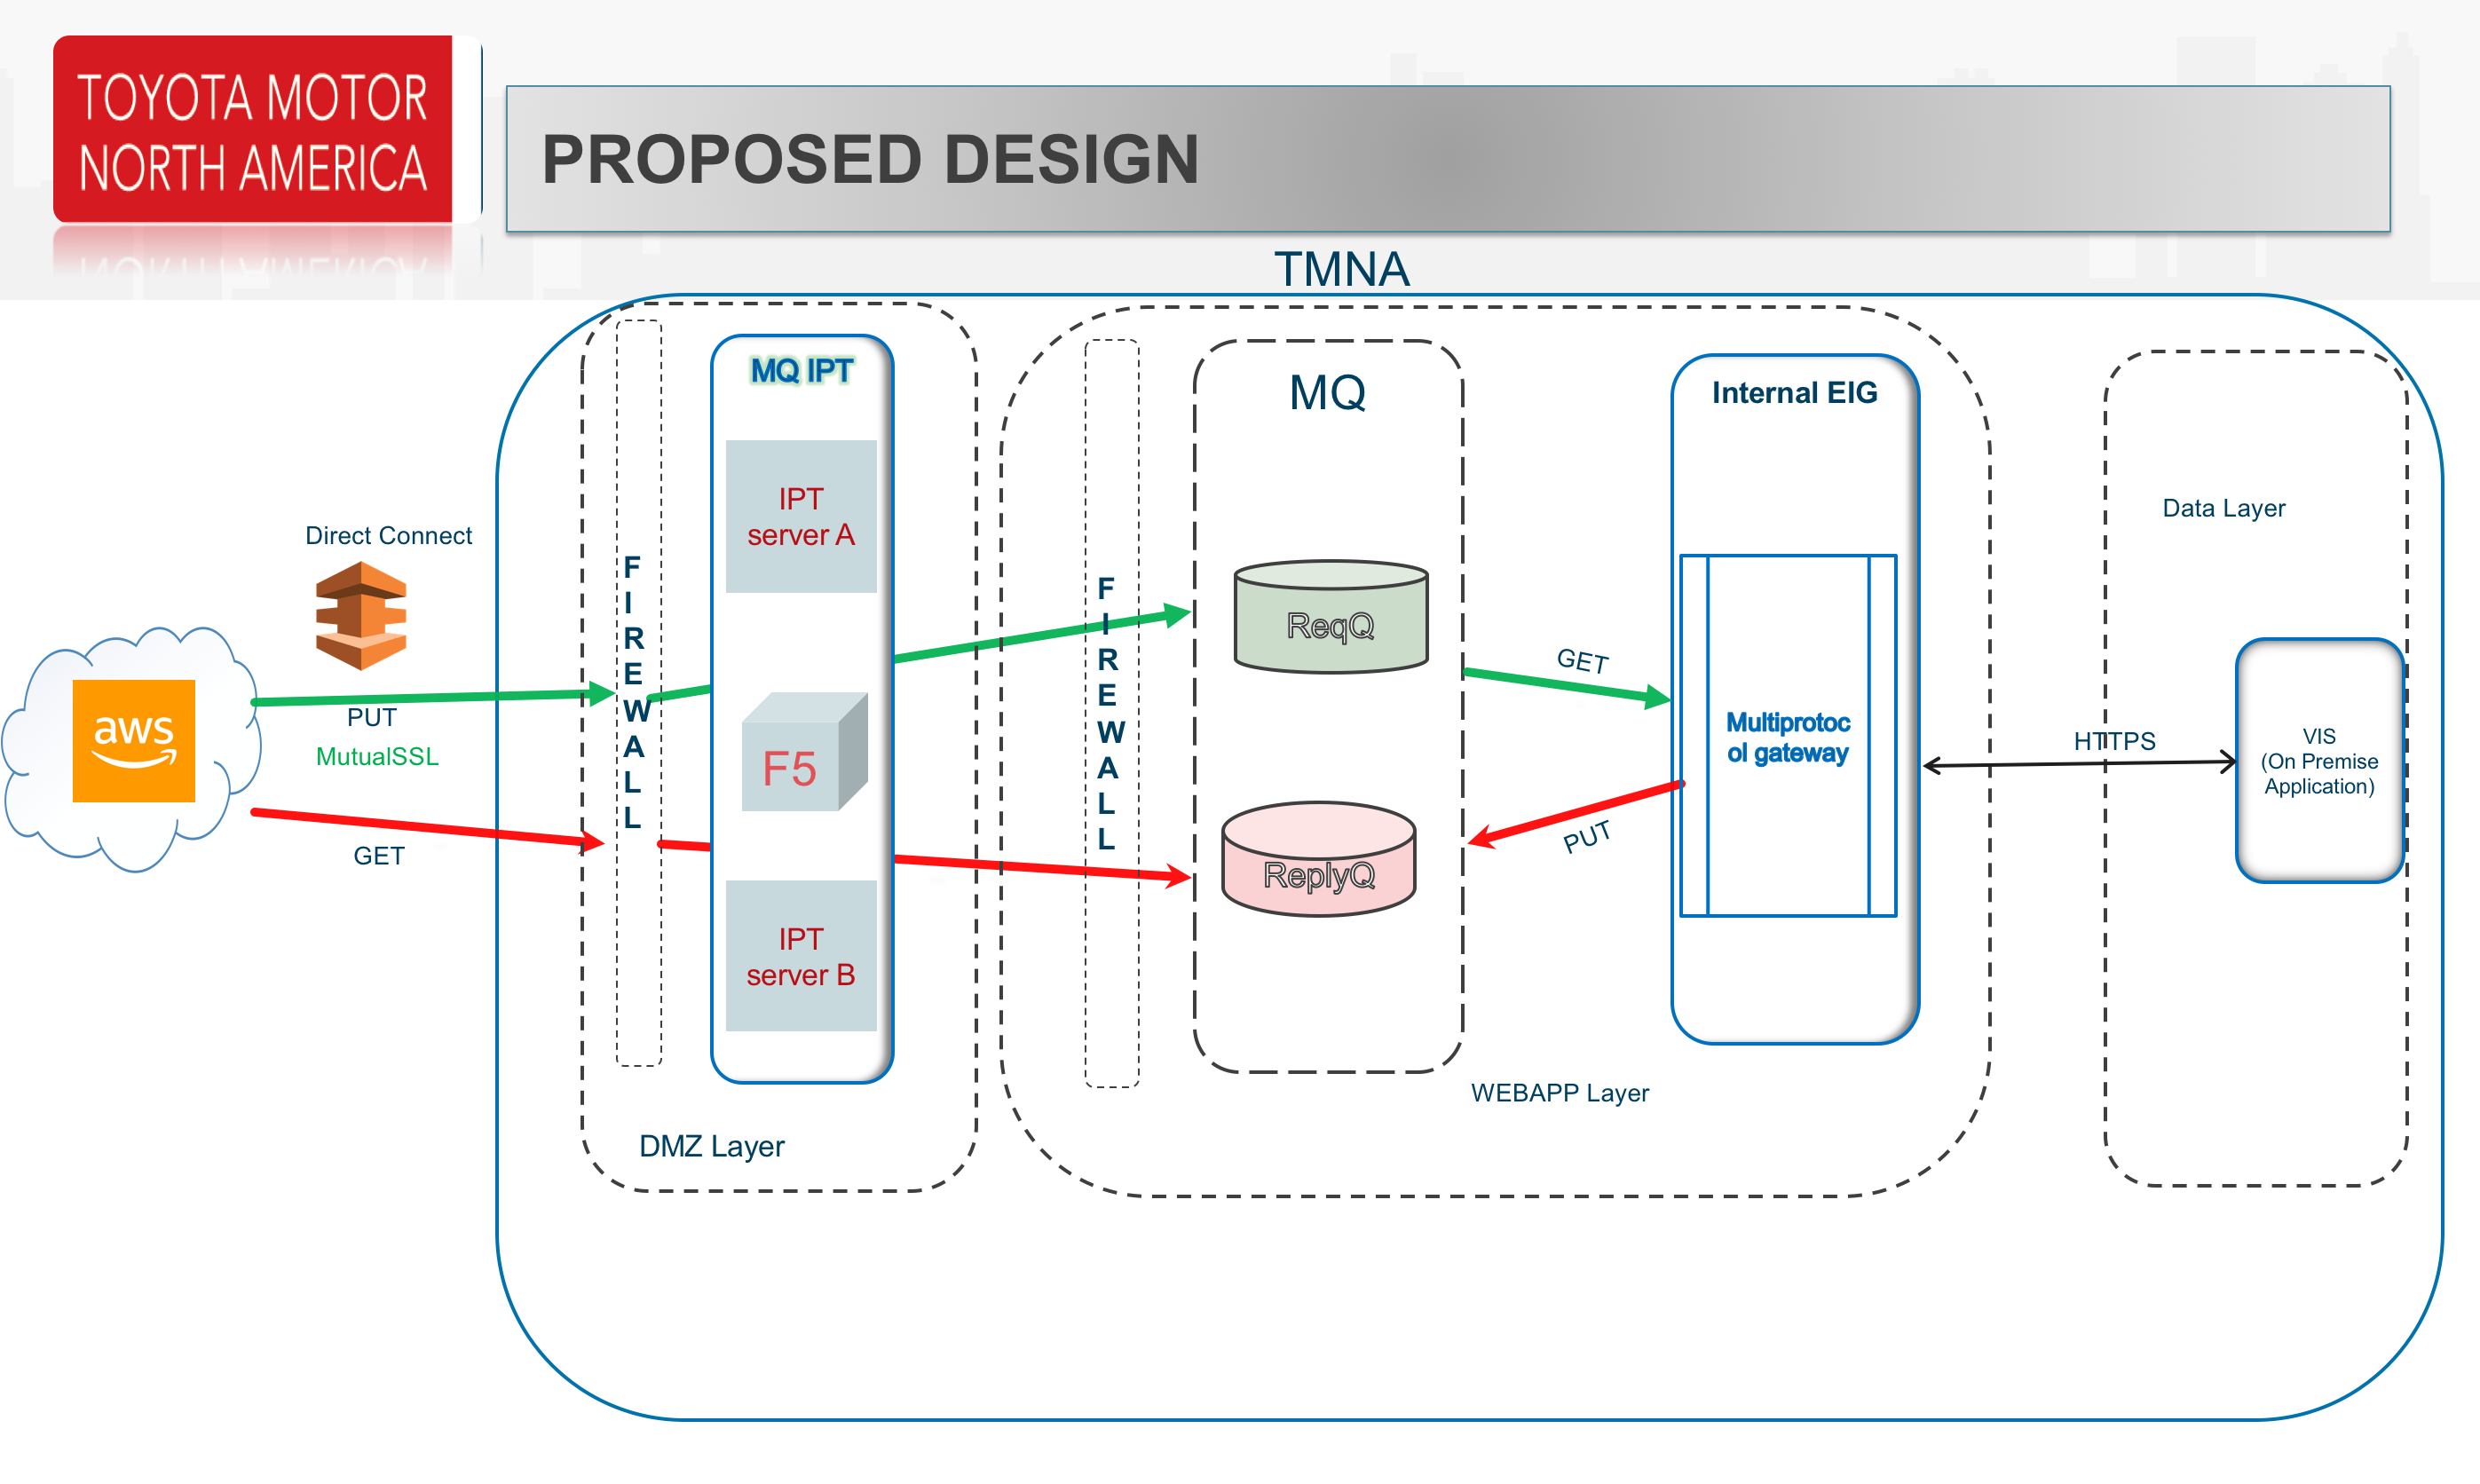 TOYOTA MOTOR
NORTH AMERICA
PROPOSED DESIGN
TMNA
MQ IPT
IPT
server A
F5
IPT
server B
FIREWALL
DMZ Layer
Direct Connect
aws
PUT
MutualSSL
GET
FIREWALL
MQ
ReqQ
ReplyQ
GET
PUT
Internal EIG
Multiprotoc
ol gateway
WEBAPP Layer
HTTPS
Data Layer
VIS
(On Premise
Application)